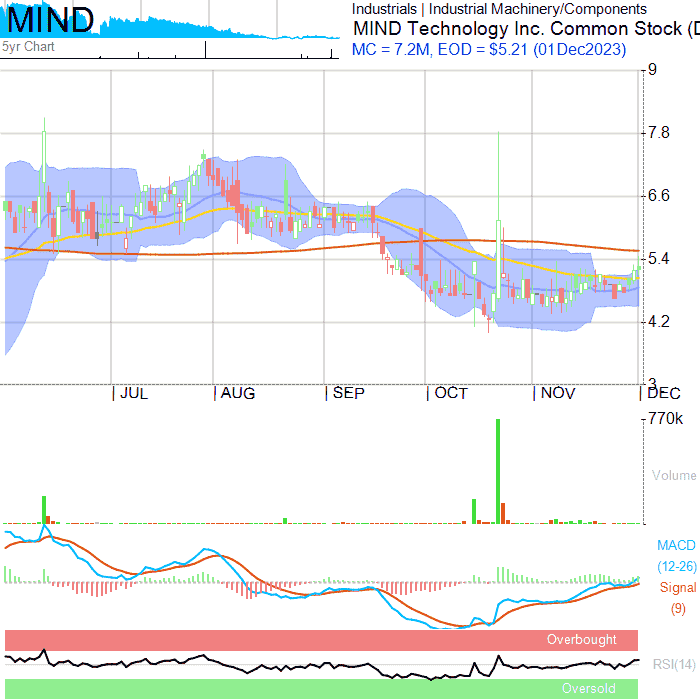 MIND
5yr Chart
Industrials | Industrial Machinery/Components
MIND Technology Inc. Common Stock (D
MC = 7.2M, EOD = $5.21 (01Dec2023)
9
7.8
6.6
5.4
4.2
3
JUL AUG SEP OCT NOV DEC
770k
Volume
MACD
(12-26)
Signal
(9)
Overbought
RSI(14)
Oversold